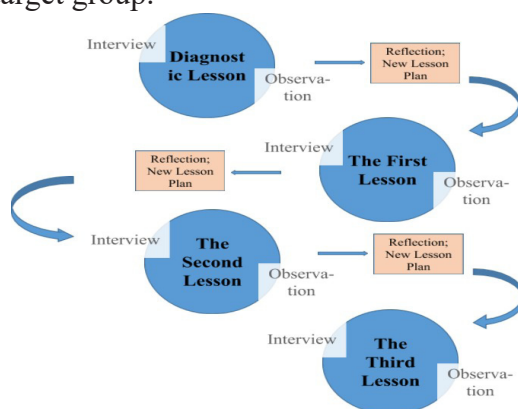 arget group.
Interview
Diagnost
ic Lesson
Observa-
tion
Reflection;
New Lesson
Plan
Reflection;
New Lesson
Plan
Interview
The First
Lesson
Observa-
tion
Interview
The
Second
Lesson
Observa-
tion
Reflection;
New Lesson
Plan
Interview
The
Third
Lesson
Observa-
tion